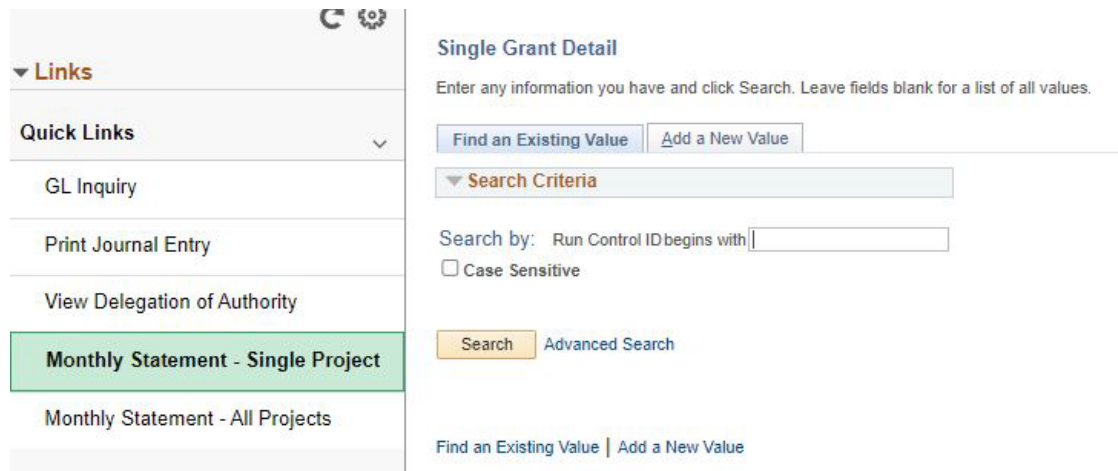 Links
Quick Links
GL Inquiry
Print Journal Entry
View Delegation of Authority
Monthly Statement - Single Project
Monthly Statement - All Projects
Single Grant Detail
Enter any information you have and click Search. Leave fields blank for a list of all values.
Find an Existing Value Add a New Value
Search Criteria
Search by: Run Control ID begins with
Case Sensitive
Search Advanced Search
Find an Existing Value | Add a New Value